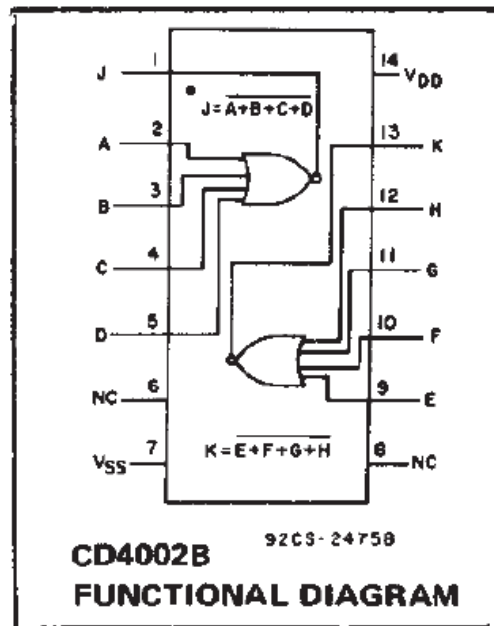 J 1 14 VDD
J=A+B+C+D
A 2 13 K
B 3 12 H
C 4 11 G
D 5 10 F
NC 6 9 E
VSS 7 8 NC
K=E+F+G+H
92CS-24758
CD4002B
FUNCTIONAL DIAGRAM